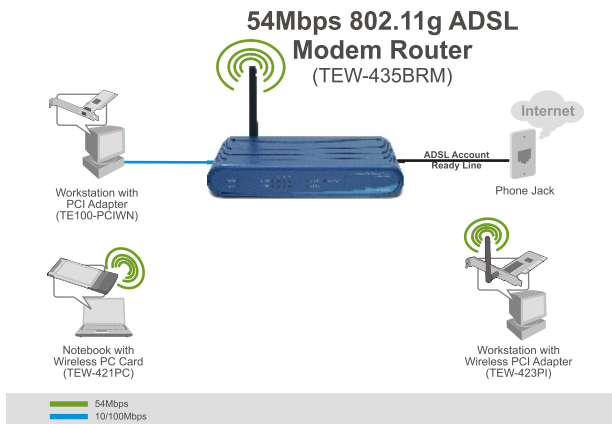 54Mbps 802.11g ADSL
Modem Router
(TEW-435BRM)
Internet
ADSL Account
Ready Line
Phone Jack
Workstation with
PCI Adapter
(TE100-PCIWN)
Notebook with
Wireless PC Card
(TEW-421PC)
Workstation with
Wireless PCI Adapter
(TEW-423PI)
54Mbps
10/100Mbps